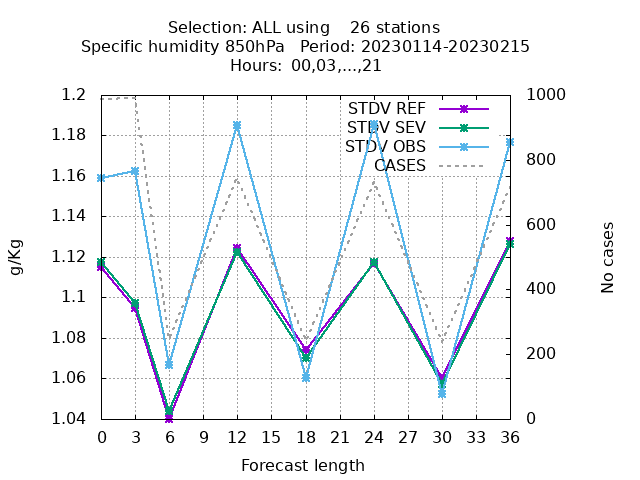 Selection: ALL using    26 stations
Specific humidity 850hPa   Period: 20230114-20230215
Hours: 00,03,...,21
STDV REF
STDV SEV
STDV OBS
CASES
1.2
1.18
1.16
1.14
1.12
1.1
1.08
1.06
1.04
g/Kg
1000
800
600
400
200
0
No cases
0 3 6 9 12 15 18 21 24 27 30 33 36
Forecast length